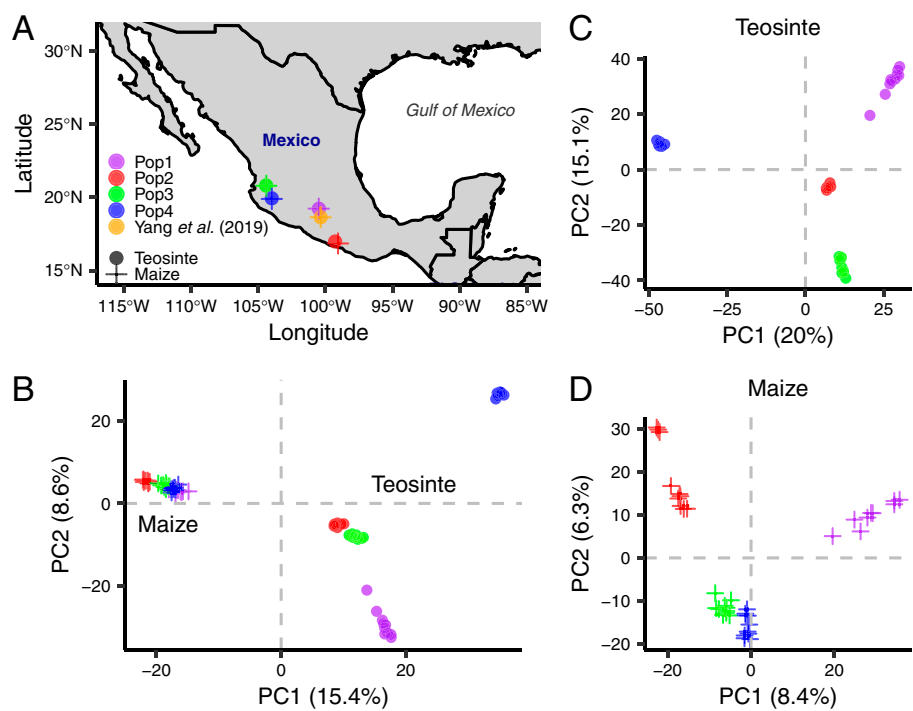 A
30°N
25°N
20°N
15°N
Latitude
Gulf of Mexico
Mexico
Pop1
Pop2
Pop3
Pop4
Yang et al. (2019)
Teosinte
Maize
115°W 110°W 105°W 100°W 95°W 90°W 85°W
Longitude
B
20
0
−20
PC2 (8.6%)
Teosinte
Maize
−20 0 20
PC1 (15.4%)
C
Teosinte
40
20
0
−20
−40
PC2 (15.1%)
−50 −25 0 25
PC1 (20%)
D
Maize
30
20
10
0
−10
−20
PC2 (6.3%)
−20 0 20
PC1 (8.4%)